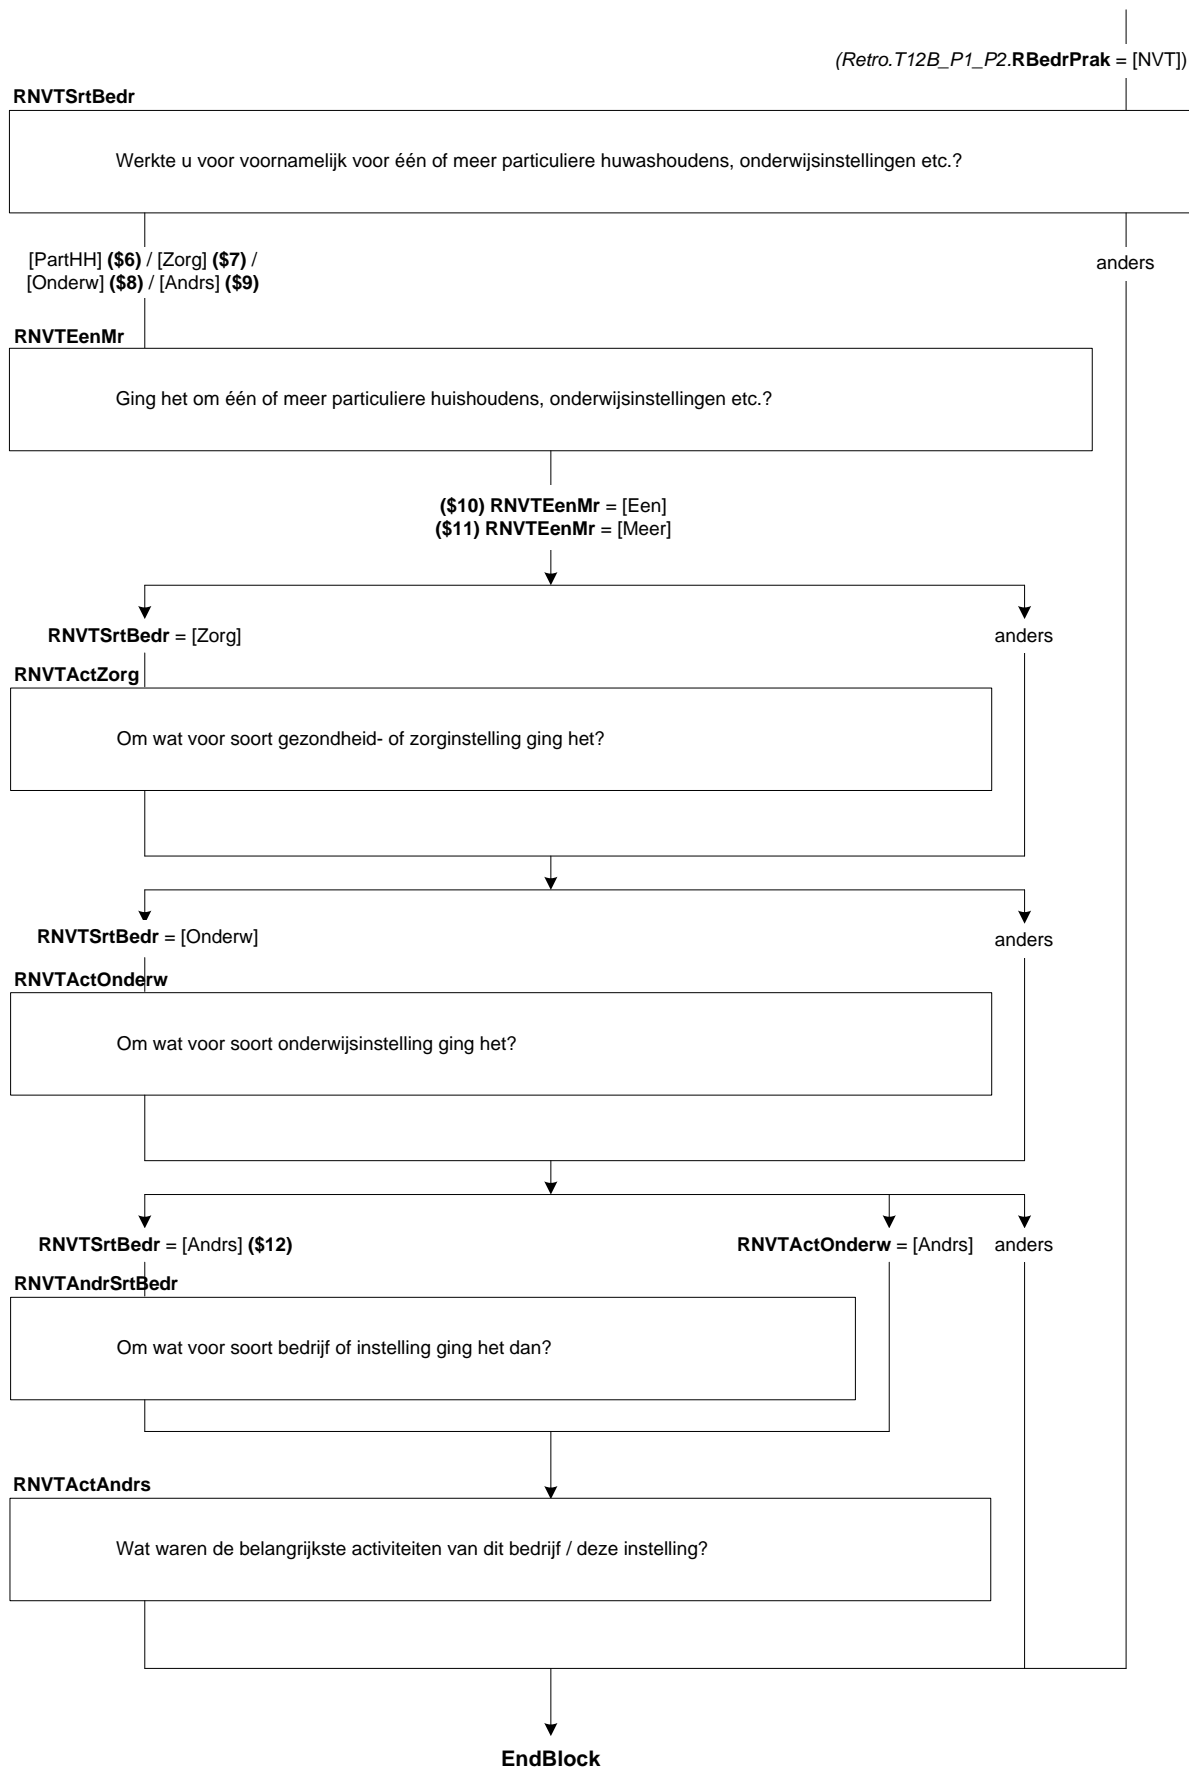 (Retro.T12B_P1_P2.RBedrPrak = [NVT])
RNVTSrtBedr
Werkte u voor voornamelijk voor één of meer particuliere huwashoudens, onderwijsinstellingen etc.?
[PartHH] ($6) / [Zorg] ($7) /
[Onderw] ($8) / [Andrs] ($9)
anders
RNVTEenMr
Ging het om één of meer particuliere huishoudens, onderwijsinstellingen etc.?
($10) RNVTEenMr = [Een]
($11) RNVTEenMr = [Meer]
RNVTSrtBedr = [Zorg]
anders
RNVTActZorg
Om wat voor soort gezondheid- of zorginstelling ging het?
RNVTSrtBedr = [Onderw]
anders
RNVTActOnderw
Om wat voor soort onderwijsinstelling ging het?
RNVTSrtBedr = [Andrs] ($12)
RNVTActOnderw = [Andrs]
anders
RNVTAndrSrtBedr
Om wat voor soort bedrijf of instelling ging het dan?
RNVTActAndrs
Wat waren de belangrijkste activiteiten van dit bedrijf / deze instelling?
EndBlock